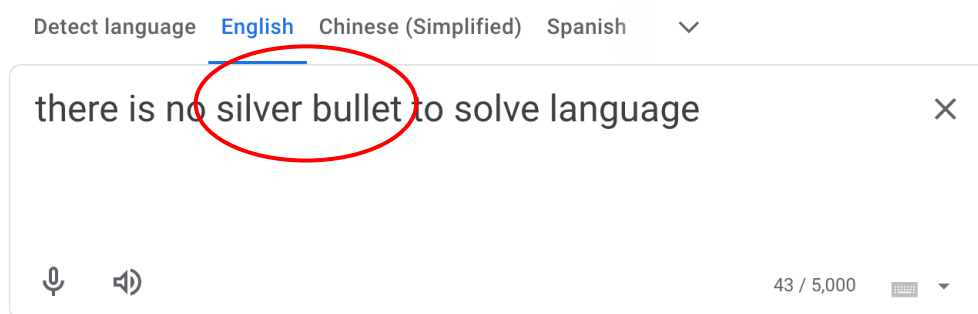 Detect language English Chinese (Simplified) Spanish
there is no silver bullet to solve language
43 / 5,000